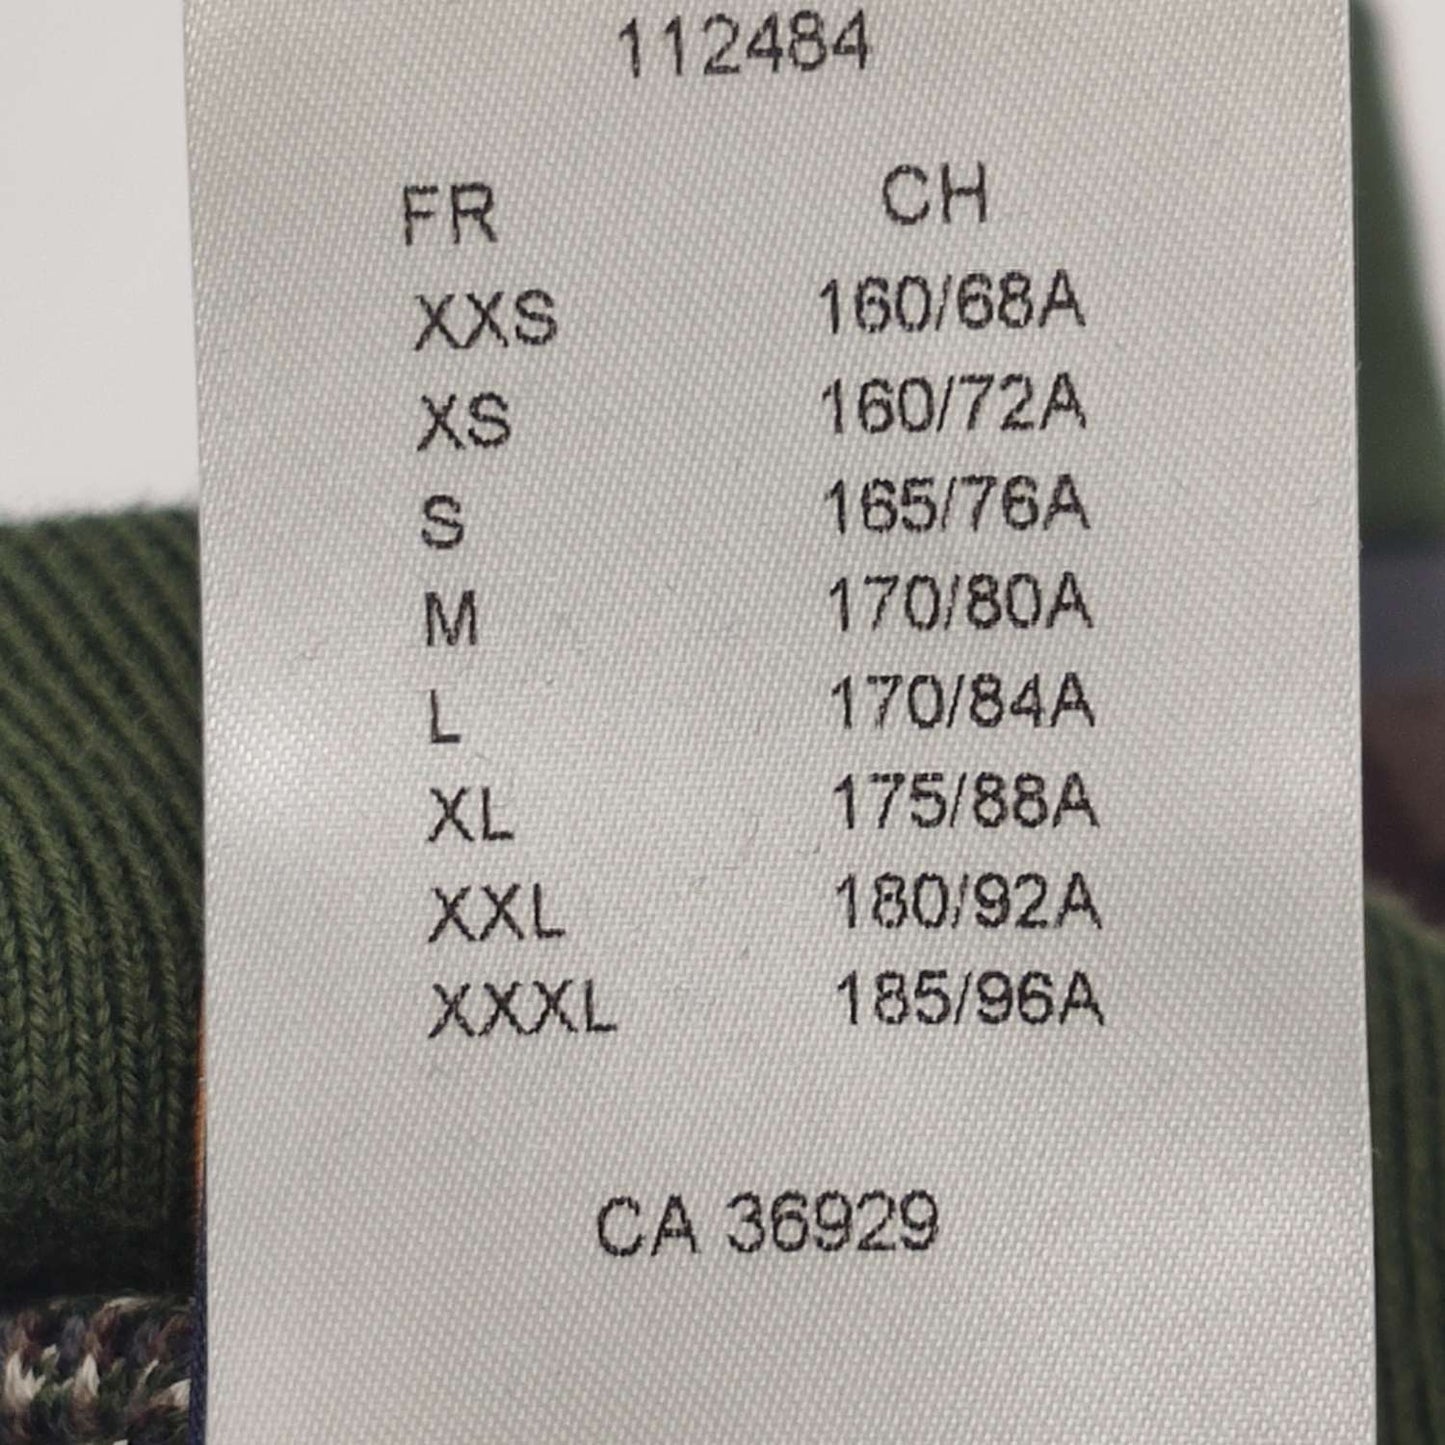 112484
FR CH
XXS 160/68A
XS 160/72A
S 165/76A
M 170/80A
L 170/84A
XL 175/88A
XXL 180/92A
XXXL 185/96A
CA 36929